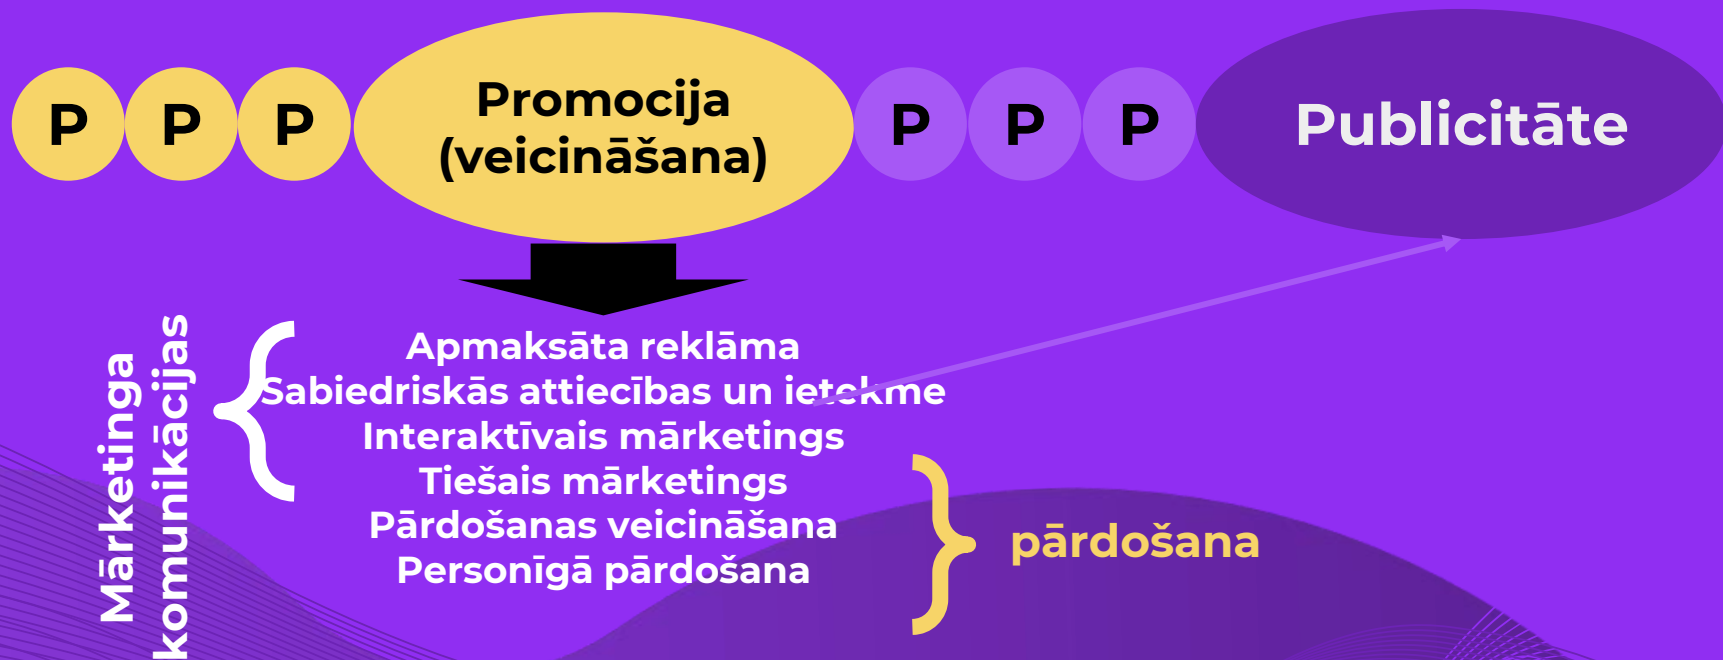 P P P Promocija (veicināšana) P P P Publicitāte
Mārketinga
komunikācijas
Apmaksāta reklāma
Sabiedriskās attiecības un ietekme
Interaktīvais mārketings
Tiešais mārketings
Pārdošanas veicināšana
Personīgā pārdošana
pārdošana